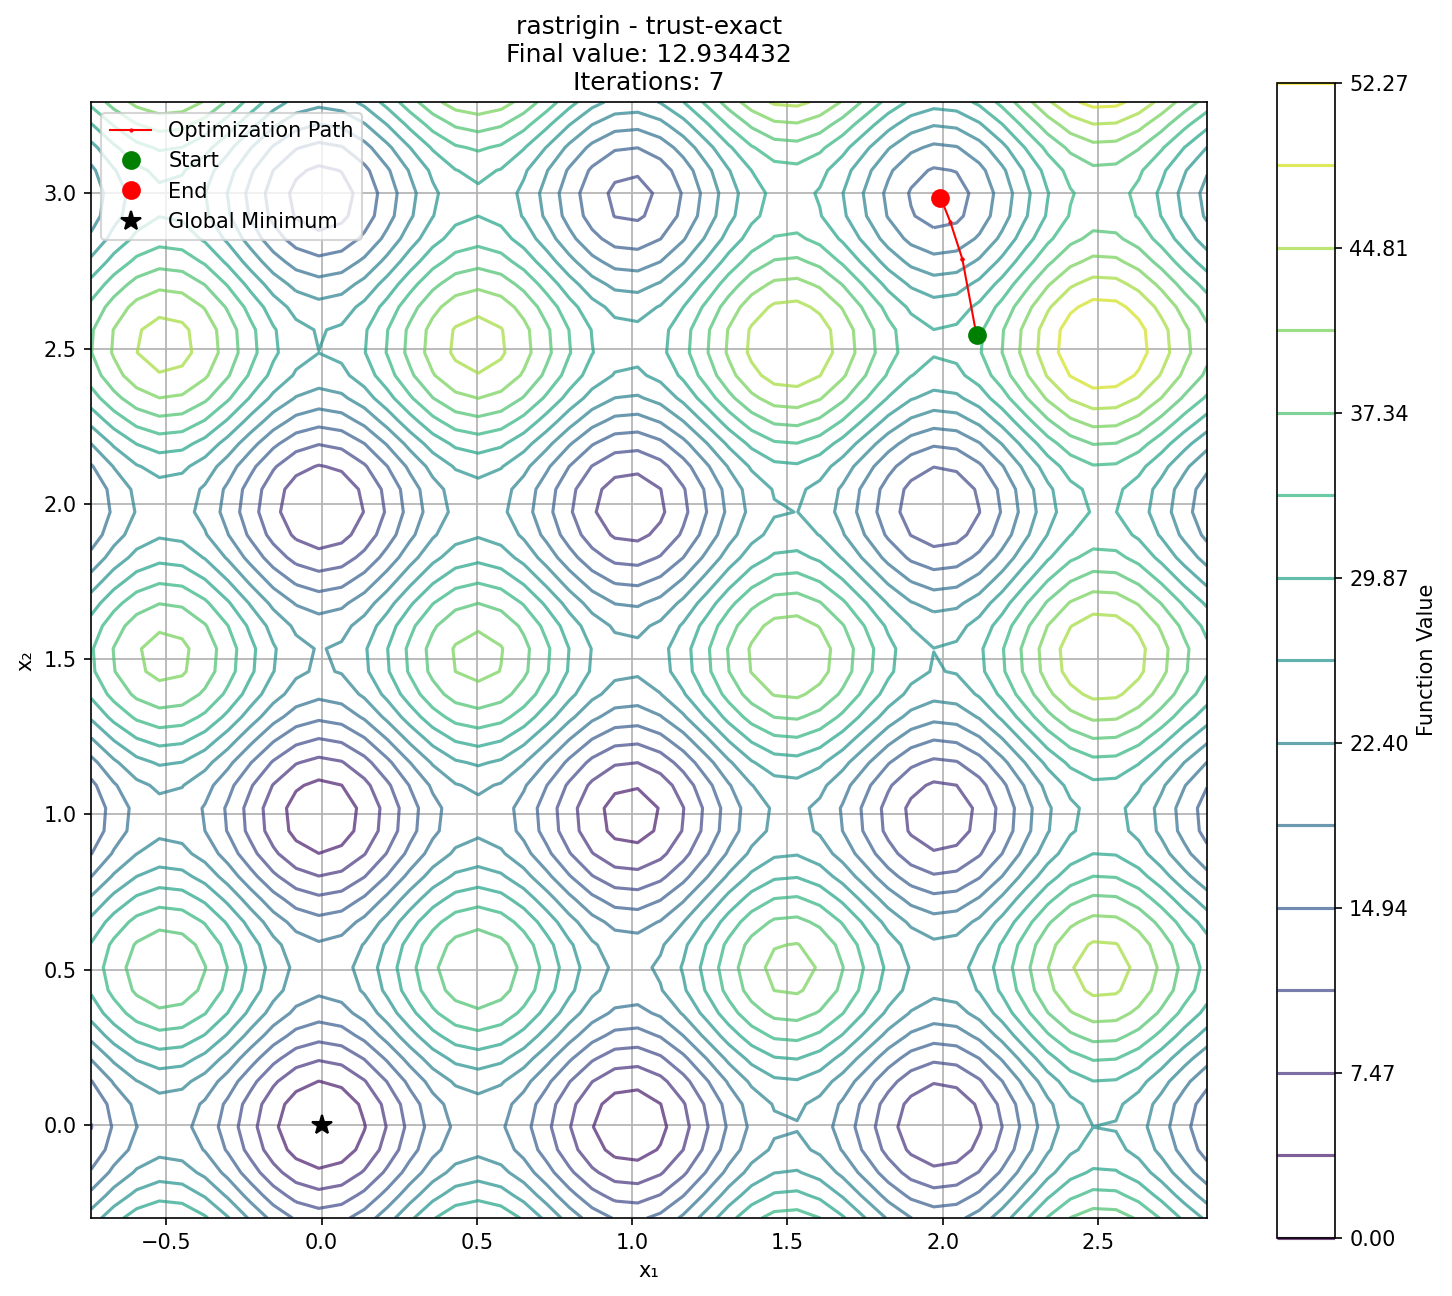 rastrigin - trust-exact
Final value: 12.934432
Iterations: 7
Optimization Path
Start
End
Global Minimum
3.0
2.5
2.0
1.5
1.0
0.5
0.0
x₂
−0.5
0.0
0.5
1.0
1.5
2.0
2.5
x₁
52.27
44.81
37.34
29.87
22.40
14.94
7.47
0.00
Function Value